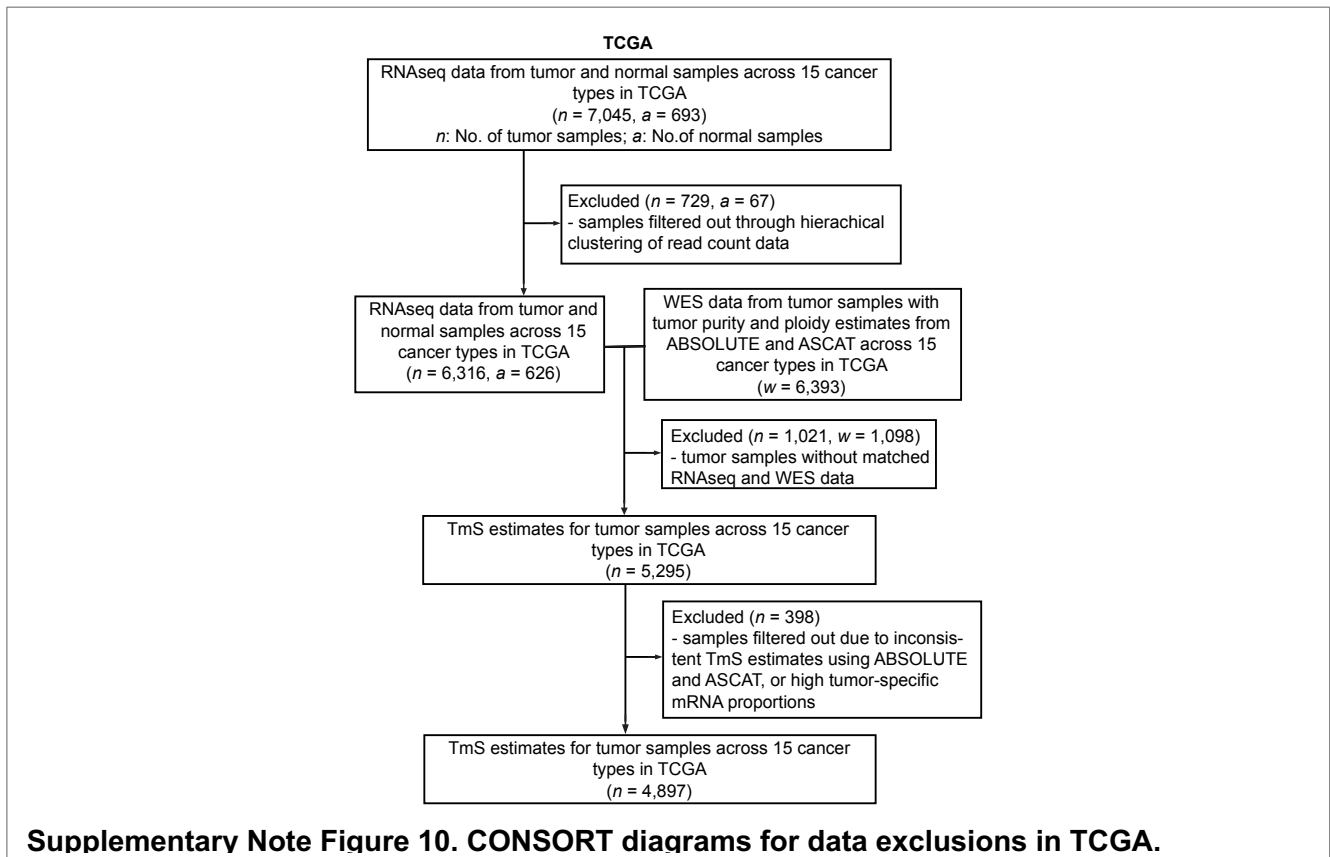 TCGA
RNAseq data from tumor and normal samples across 15 cancer
types in TCGA
(n = 7,045, a = 693)
n: No. of tumor samples; a: No.of normal samples
Excluded (n = 729, a = 67)
- samples filtered out through hierachical
clustering of read count data
RNAseq data from tumor and
normal samples across 15
cancer types in TCGA
(n = 6,316, a = 626)
WES data from tumor samples with
tumor purity and ploidy estimates from
ABSOLUTE and ASCAT across 15
cancer types in TCGA
(w = 6,393)
Excluded (n = 1,021, w = 1,098)
- tumor samples without matched
RNAseq and WES data
TmS estimates for tumor samples across 15 cancer
types in TCGA
(n = 5,295)
Excluded (n = 398)
- samples filtered out due to inconsis-
tent TmS estimates using ABSOLUTE
and ASCAT, or high tumor-specific
mRNA proportions
TmS estimates for tumor samples across 15 cancer
types in TCGA
(n = 4,897)
Supplementary Note Figure 10. CONSORT diagrams for data exclusions in TCGA.